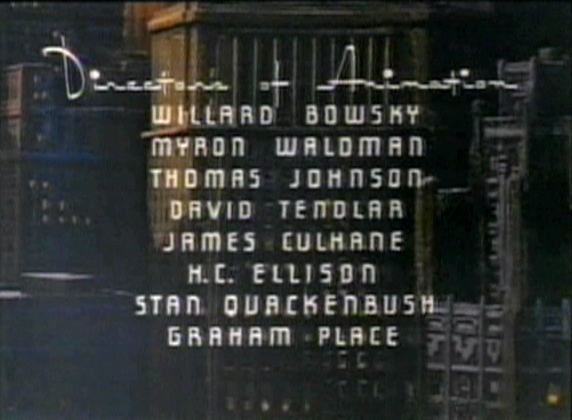 Directors of Animation
WILLARD BOWSKY
MYRON WALDMAN
THOMAS JOHNSON
DAVID TENDLAR
JAMES CULHANE
H.C. ELLISON
STAN QUACKENBUSH
GRAHAM PLACE